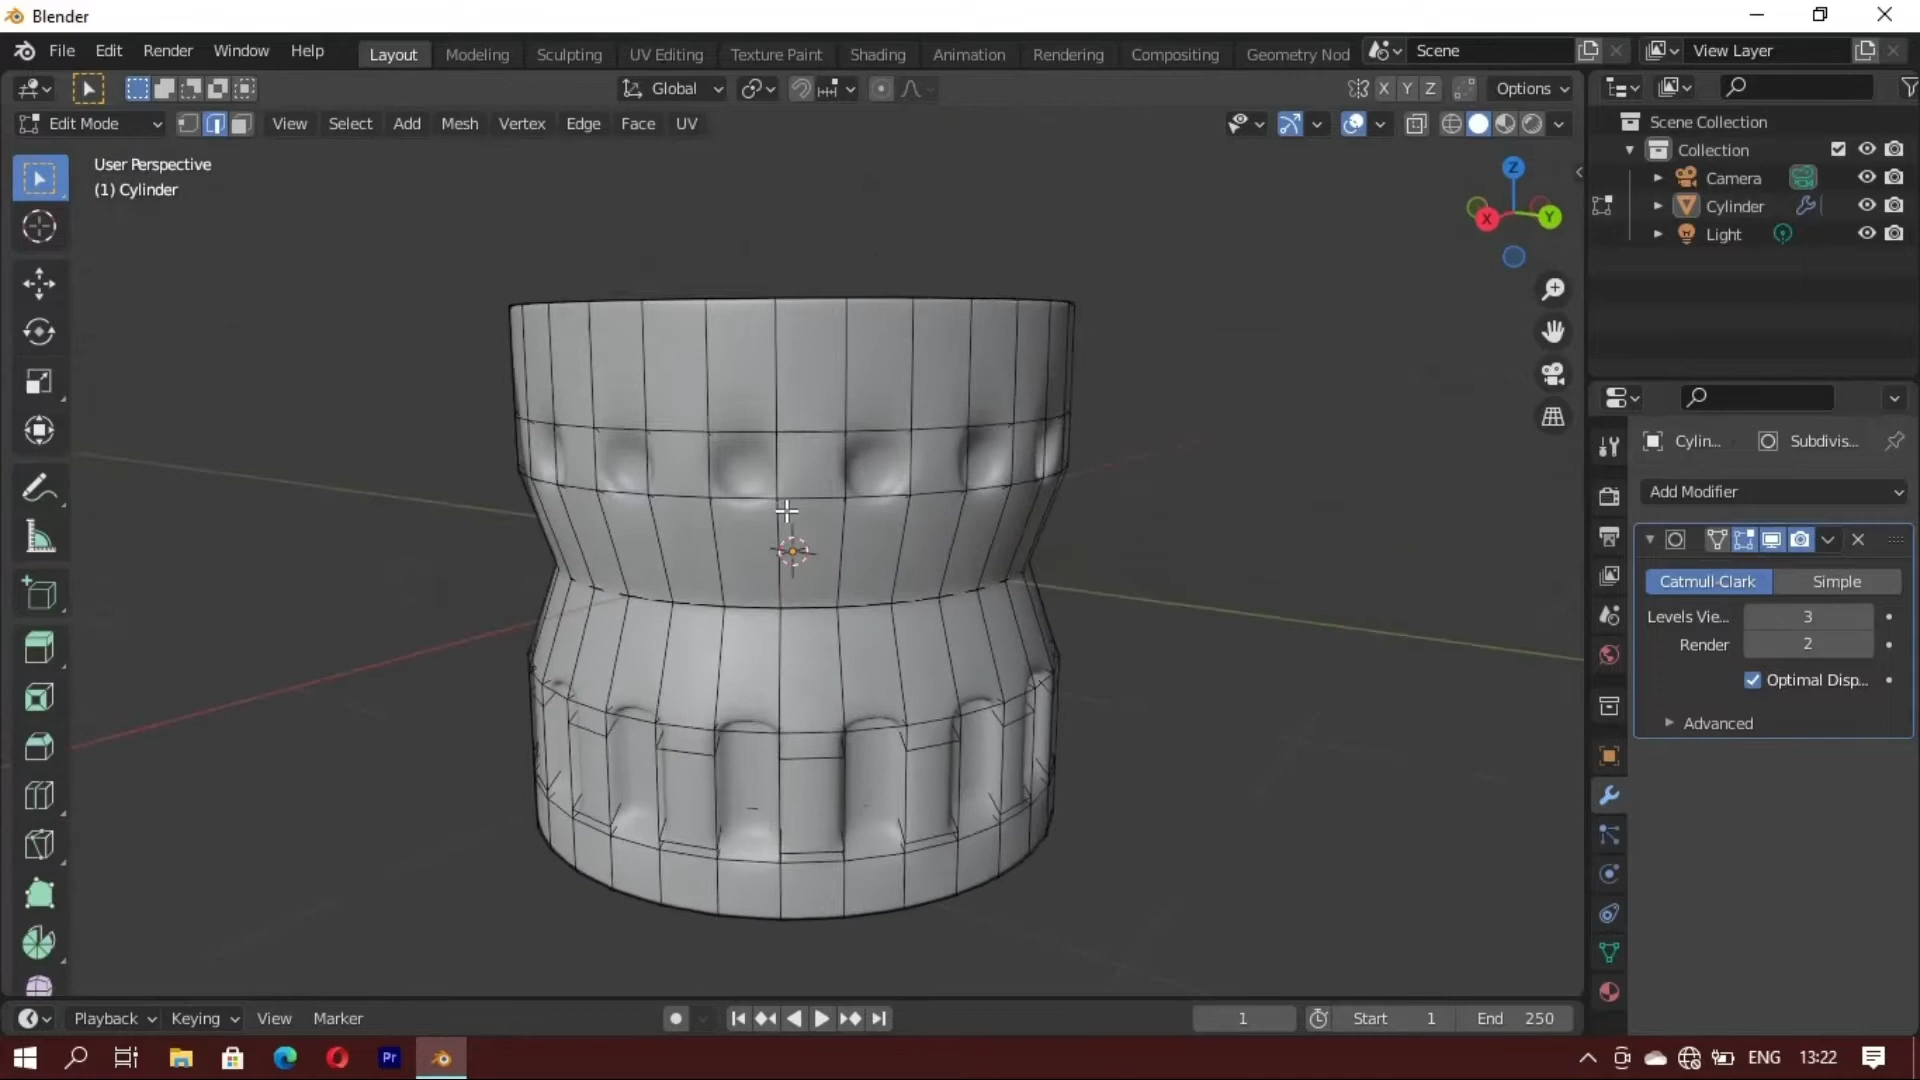 Blender
File Edit Render Window Help Layout Modeling Sculpting UV Editing Texture Paint Shading Animation Rendering Compositing Geometry Nod Scene View Layer
Global X Y Z Options
Edit Mode View Select Add Mesh Vertex Edge Face UV
Scene Collection
Collection
Camera
Cylinder
Light
User Perspective
(1) Cylinder
Z
X
Y
Cylin... Subdivis...
Add Modifier
Catmull-Clark Simple
Levels Vie... 3
Render 2
Optimal Disp...
Advanced
Playback Keying View Marker 1 Start 1 End 250
Pr ENG 13:22